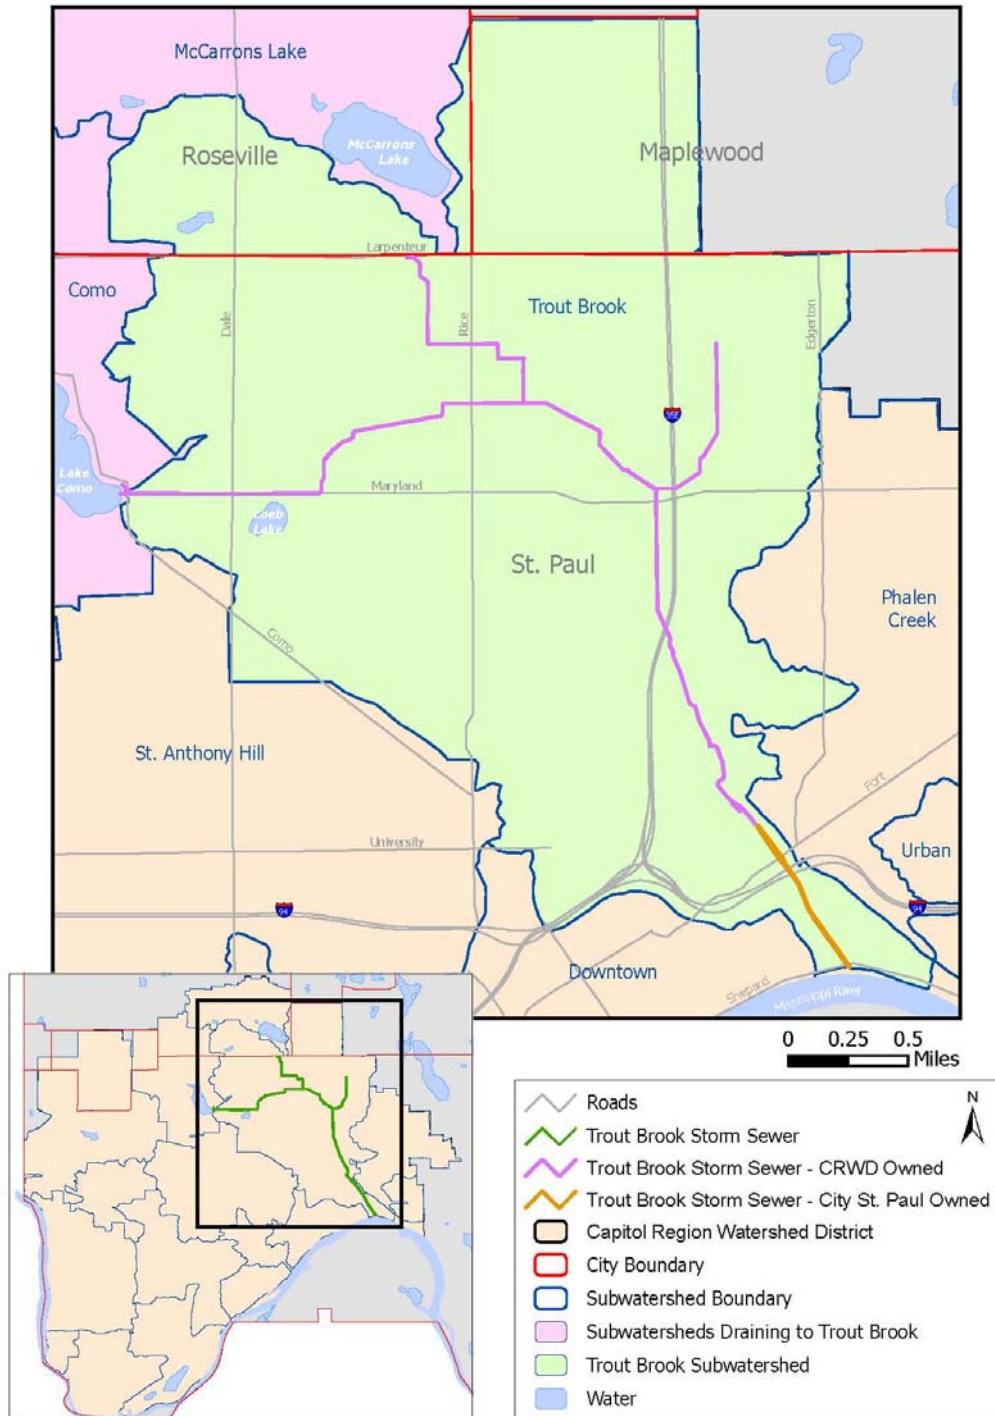 McCarrons Lake
McCarrons
Lake
Roseville
Maplewood
Larpenteur
Como
Trout Brook
Dale
Rice
Edgerton
35E
Lake
Como
Maryland
Loeb
Lake
St. Paul
Phalen
Creek
Como
St. Anthony Hill
Fort
University
Urban
94
94
Downtown
Shepard
Mississippi River
0 0.25 0.5
Miles
N
Roads
Trout Brook Storm Sewer
Trout Brook Storm Sewer - CRWD Owned
Trout Brook Storm Sewer - City St. Paul Owned
Capitol Region Watershed District
City Boundary
Subwatershed Boundary
Subwatersheds Draining to Trout Brook
Trout Brook Subwatershed
Water